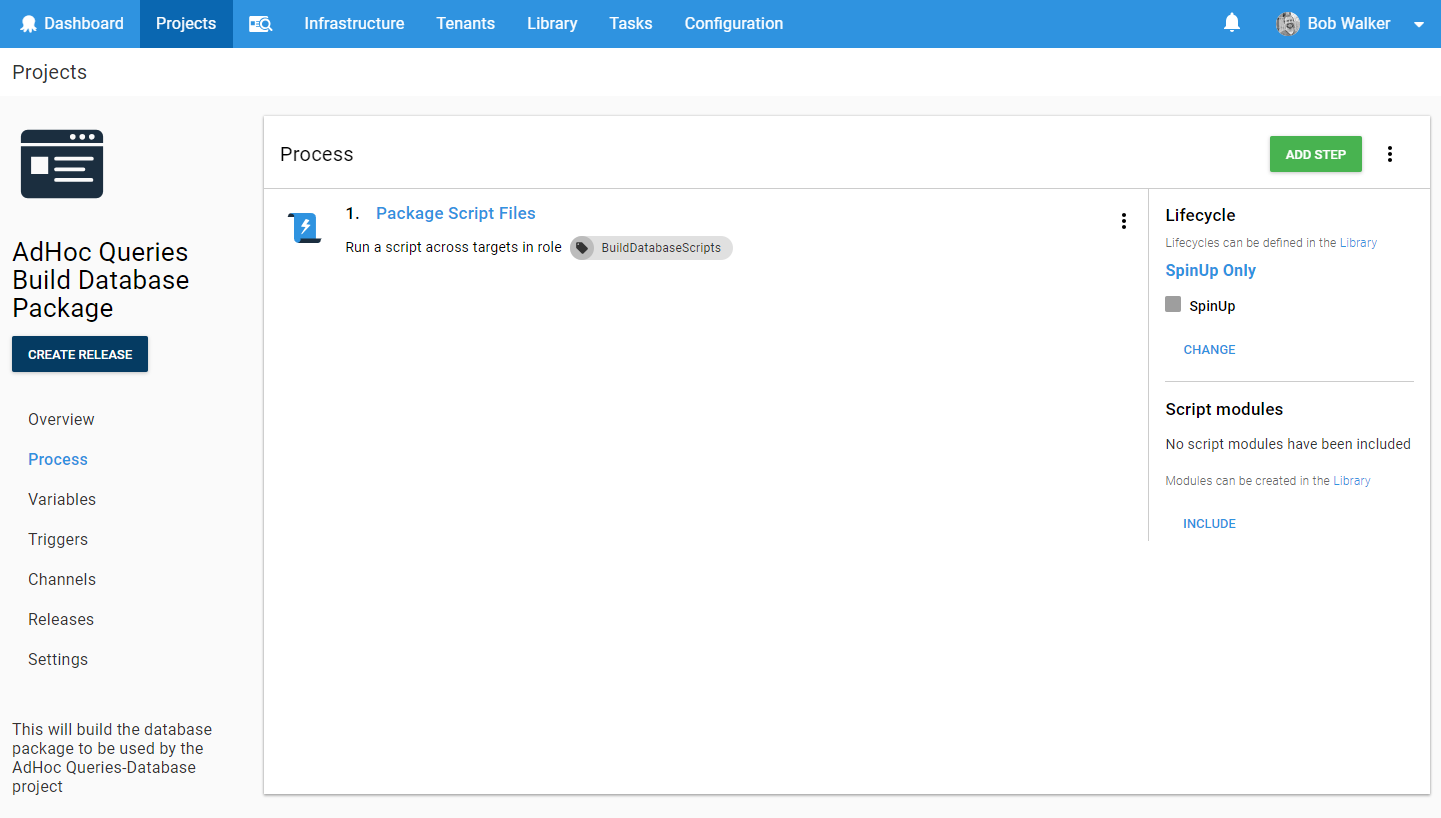 Dashboard Projects Infrastructure Tenants Library Tasks Configuration Bob Walker
Projects
AdHoc Queries
Build Database
Package
CREATE RELEASE
Overview
Process
Variables
Triggers
Channels
Releases
Settings
This will build the database
package to be used by the
AdHoc Queries-Database
project
Process
ADD STEP
1. Package Script Files
Run a script across targets in role BuildDatabaseScripts
Lifecycle
Lifecycles can be defined in the Library
SpinUp Only
SpinUp
CHANGE
Script modules
No script modules have been included
Modules can be created in the Library
INCLUDE